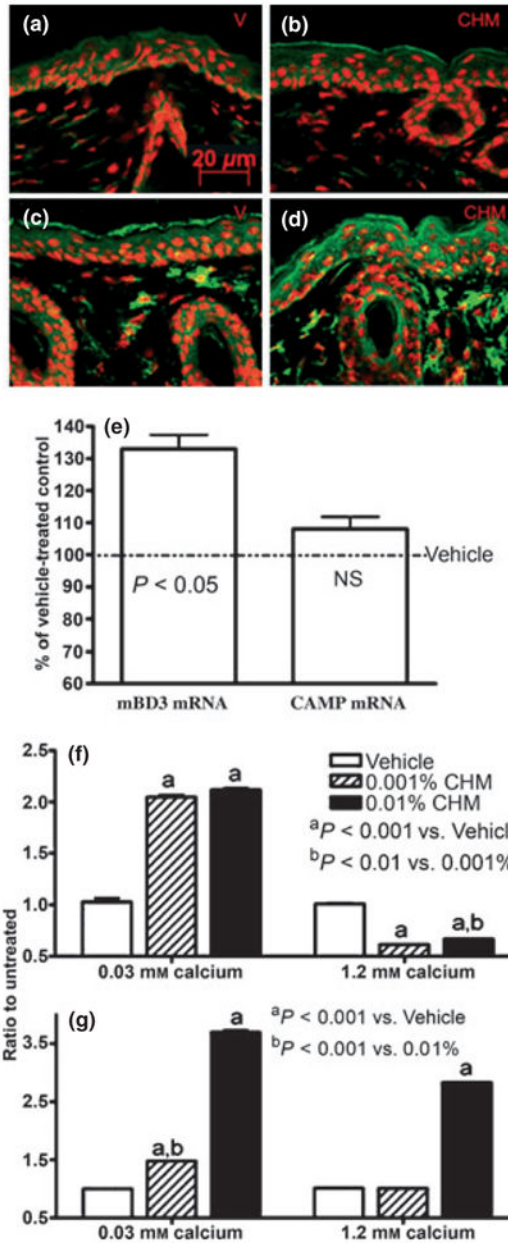 (a) V
(b) CHM
20 µm
(c) V
(d) CHM
(e)
% of vehicle-treated control
140
130
120
110
100
90
80
70
60
Vehicle
P < 0.05
NS
mBD3 mRNA
CAMP mRNA
Ratio to untreated
(f)
2.5
2.0
1.5
1.0
0.5
a
a
a
a,b
Vehicle
0.001% CHM
0.01% CHM
aP < 0.001 vs. Vehicl
bP < 0.01 vs. 0.001%
0.03 mM calcium
1.2 mM calcium
(g)
3.5
2.5
1.5
0.5
a,b
a
a
aP < 0.001 vs. Vehicle
bP < 0.001 vs. 0.01%
0.03 mM calcium
1.2 mM calcium